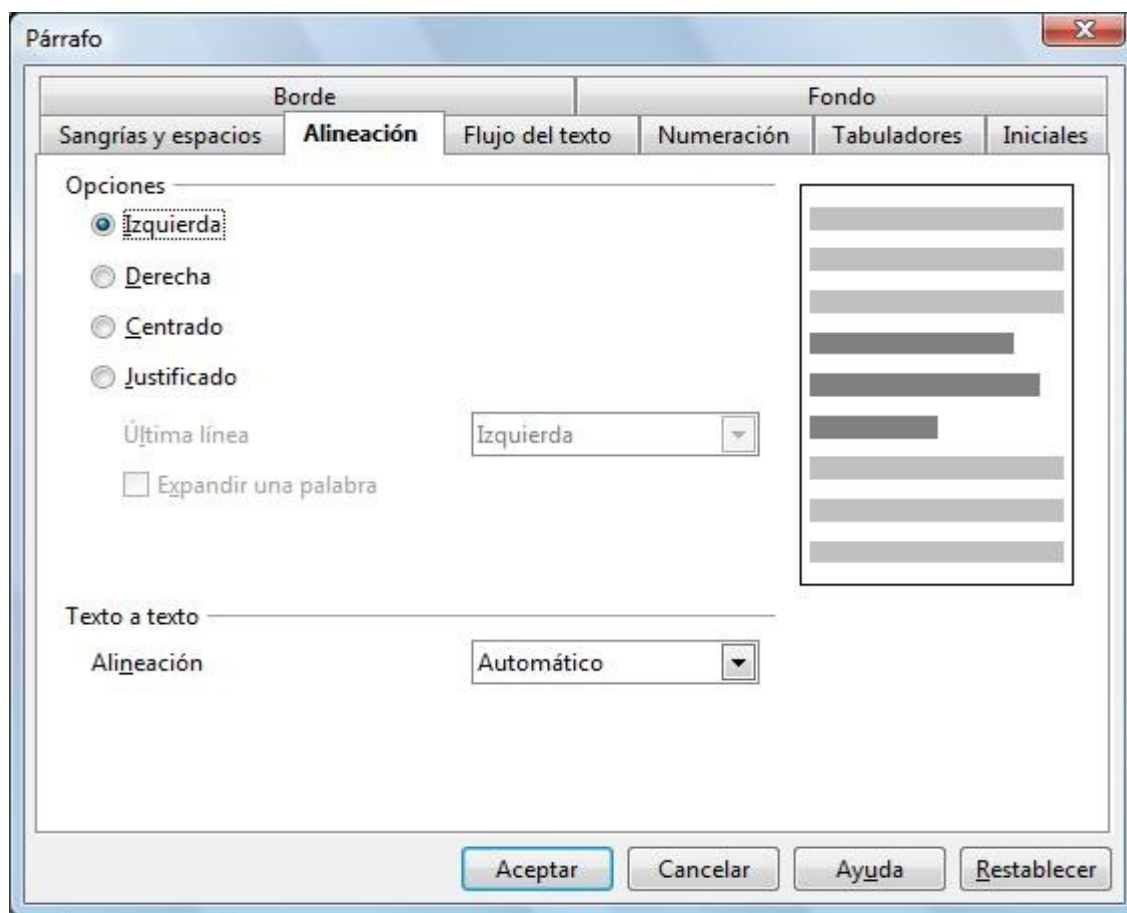 Párrafo
Borde Fondo
Sangrías y espacios Alineación Flujo del texto Numeración Tabuladores Iniciales
Opciones
Izquierda
Derecha
Centrado
Justificado
Última línea Izquierda
Expandir una palabra
Texto a texto
Alineación Automático
Aceptar Cancelar Ayuda Restablecer